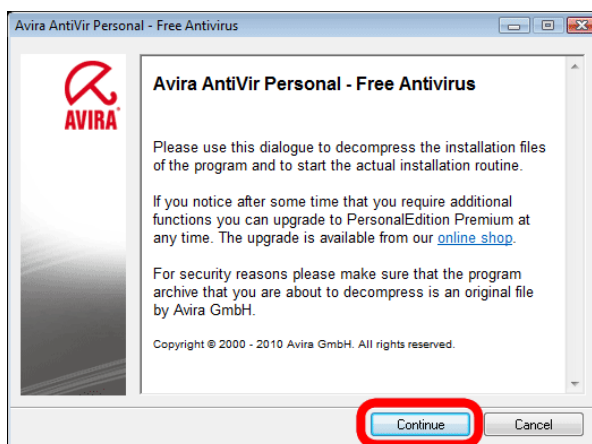 Avira AntiVir Personal - Free Antivirus
AVIRA
Avira AntiVir Personal - Free Antivirus
Please use this dialogue to decompress the installation files
of the program and to start the actual installation routine.
If you notice after some time that you require additional
functions you can upgrade to PersonalEdition Premium at
any time. The upgrade is available from our online shop.
For security reasons please make sure that the program
archive that you are about to decompress is an original file
by Avira GmbH.
Copyright © 2000 - 2010 Avira GmbH. All rights reserved.
Continue
Cancel